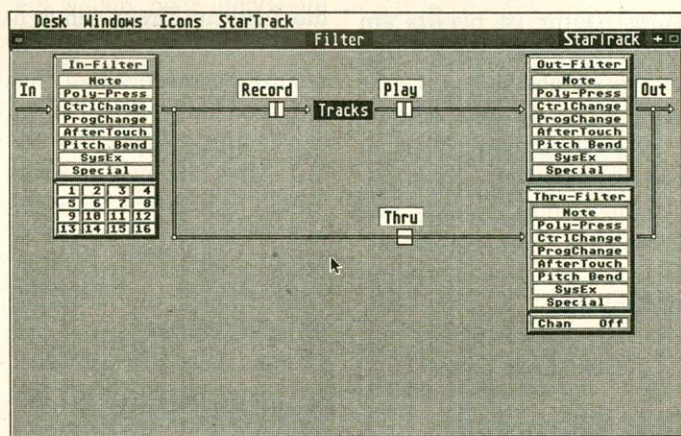 Desk Windows Icons StarTrack
Filter StarTrack
In
In-Filter
Note
Poly-Press
CtrlChange
ProgChange
AfterTouch
Pitch Bend
SysEx
Special
1 2 3 4
5 6 7 8
9 10 11 12
13 14 15 16
Record
Tracks
Play
Thru
Out-Filter
Note
Poly-Press
CtrlChange
ProgChange
AfterTouch
Pitch Bend
SysEx
Special
Out
Thru-Filter
Note
Poly-Press
CtrlChange
ProgChange
AfterTouch
Pitch Bend
SysEx
Special
Chan Off